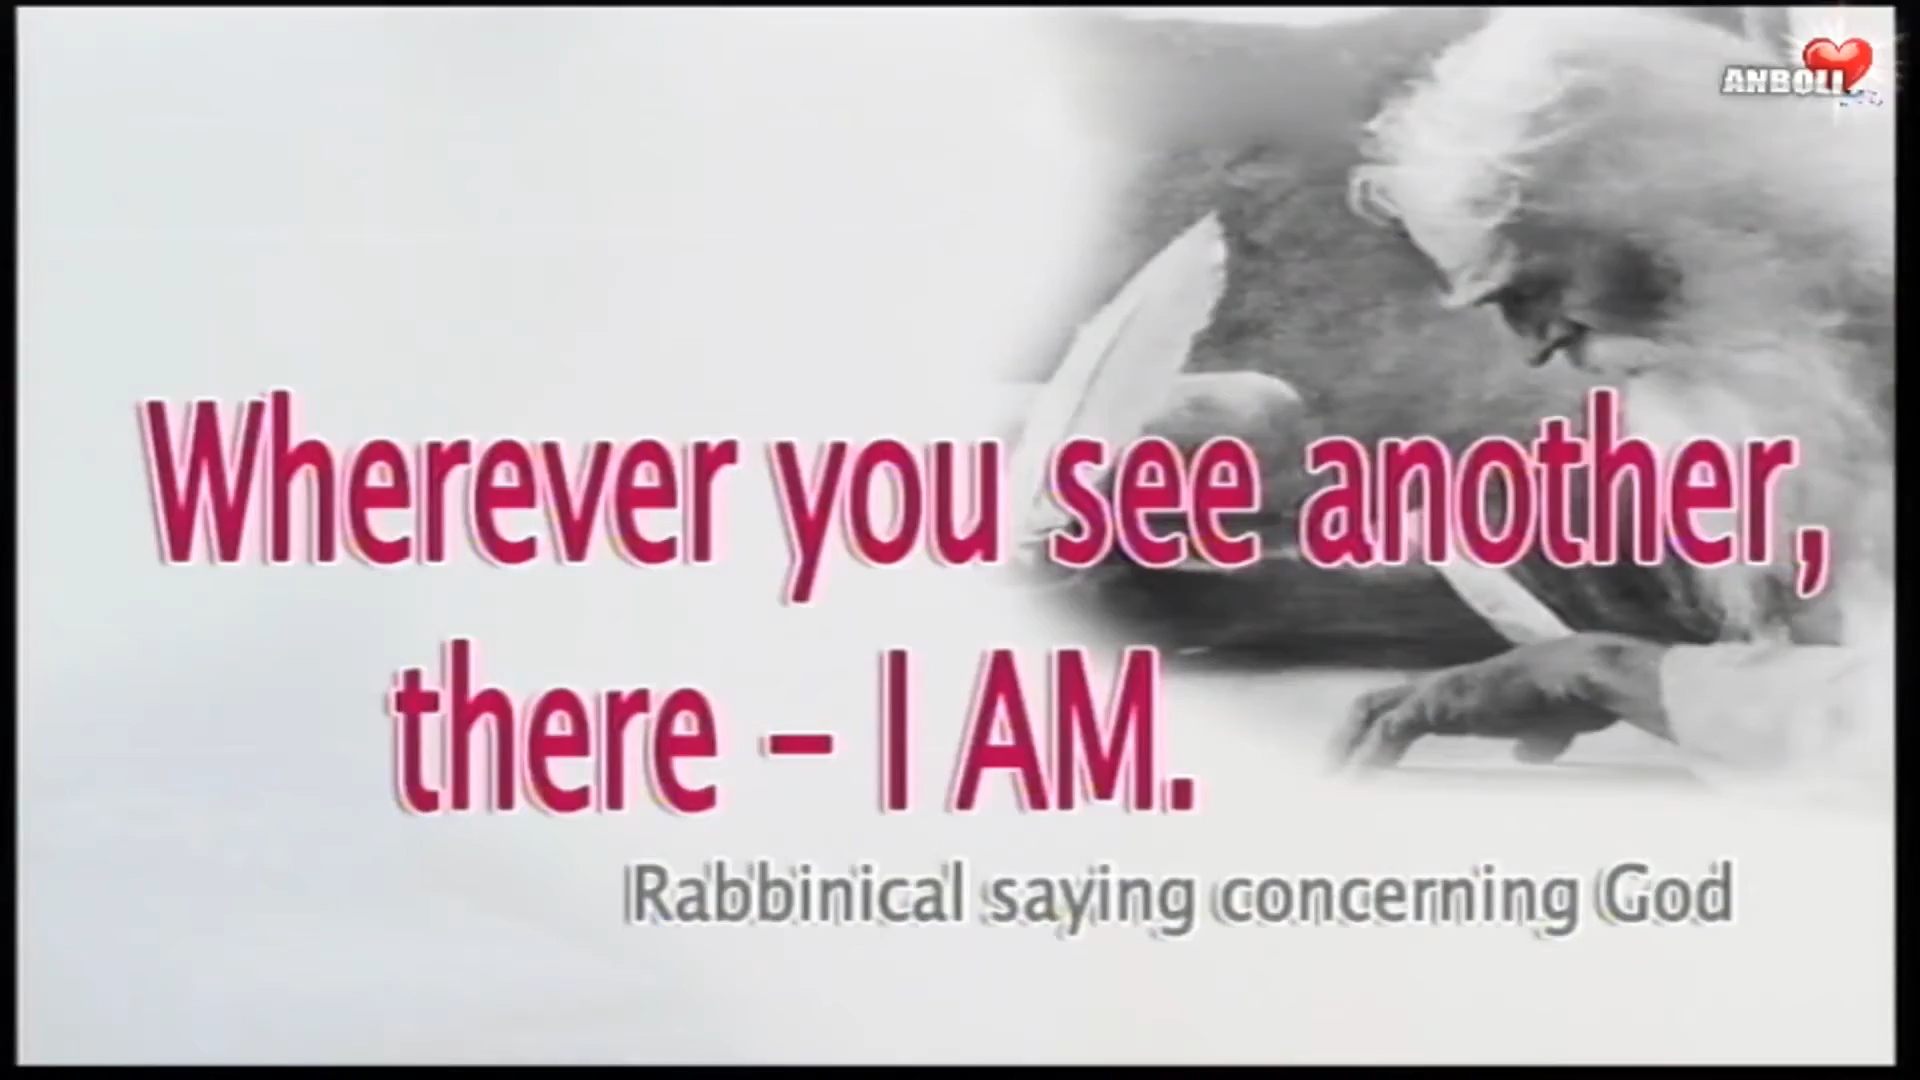 ANBOLI
Wherever you see another,
there – I AM.
Rabbinical saying concerning God